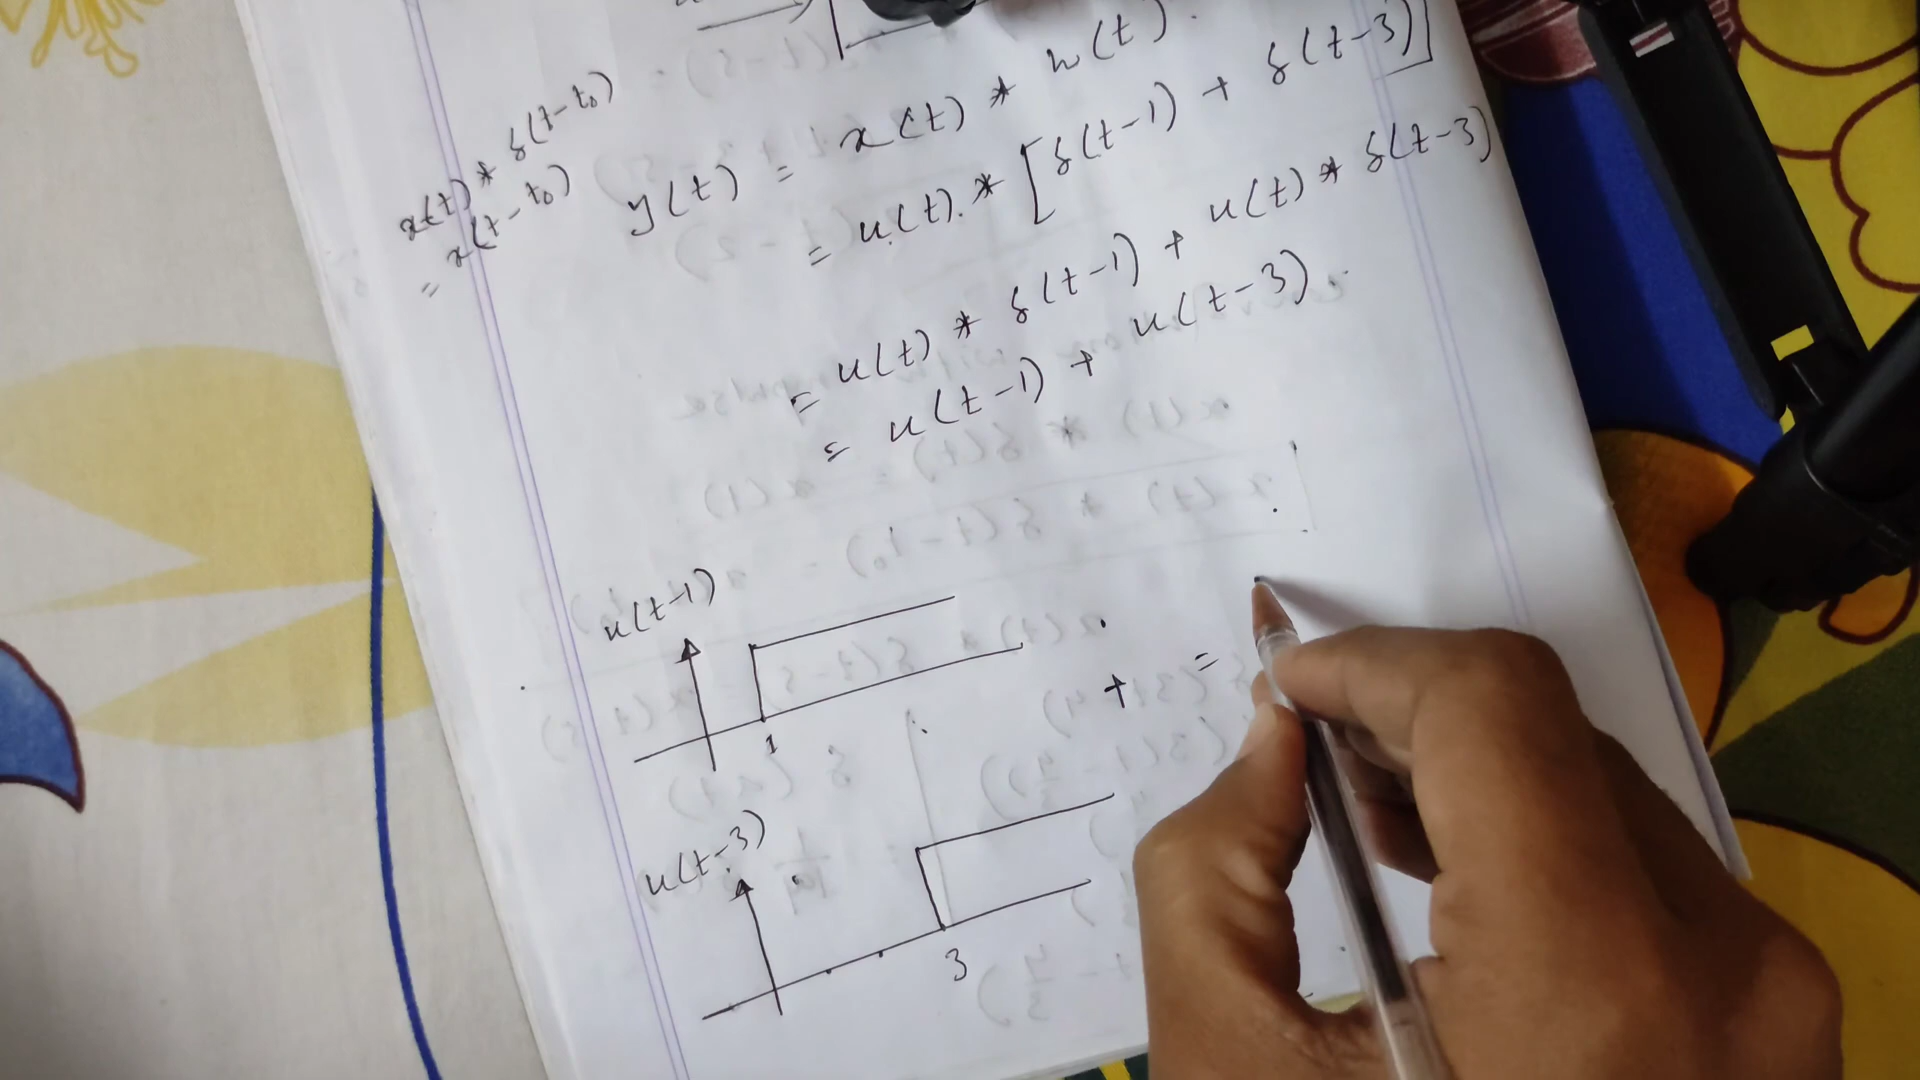 x(t) * δ(t-t₀)
= x(t-t₀)
y(t) = x(t) * h(t).
= u(t). * [δ(t-1) + δ(t-3)]
= u(t) * δ(t-1) + u(t) * δ(t-3)
= u(t-1) + u(t-3).
u(t-1)
1
+ =
u(t-3)
3